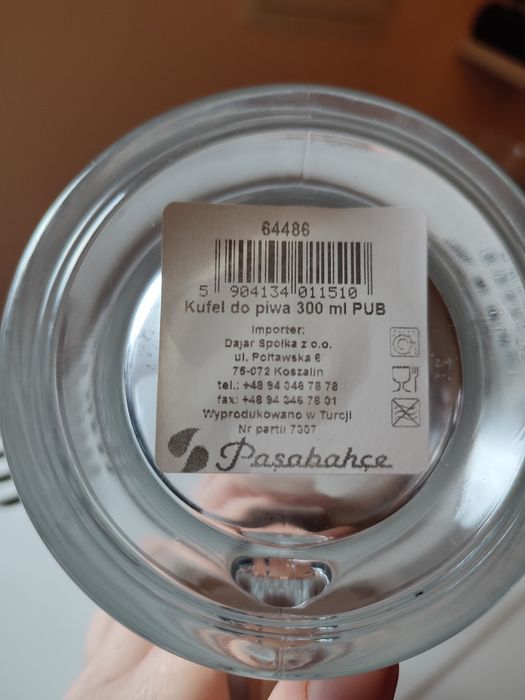 64486
5 904134 011510
Kufel do piwa 300 ml PUB
Importer:
Dajar Spółka z o.o.
ul. Połtawska 6
75-072 Koszalin
tel.: +48 94 346 78 78
fax: +48 94 346 78 01
Wyprodukowano w Turcji
Nr partii 7307
Paşabahçe